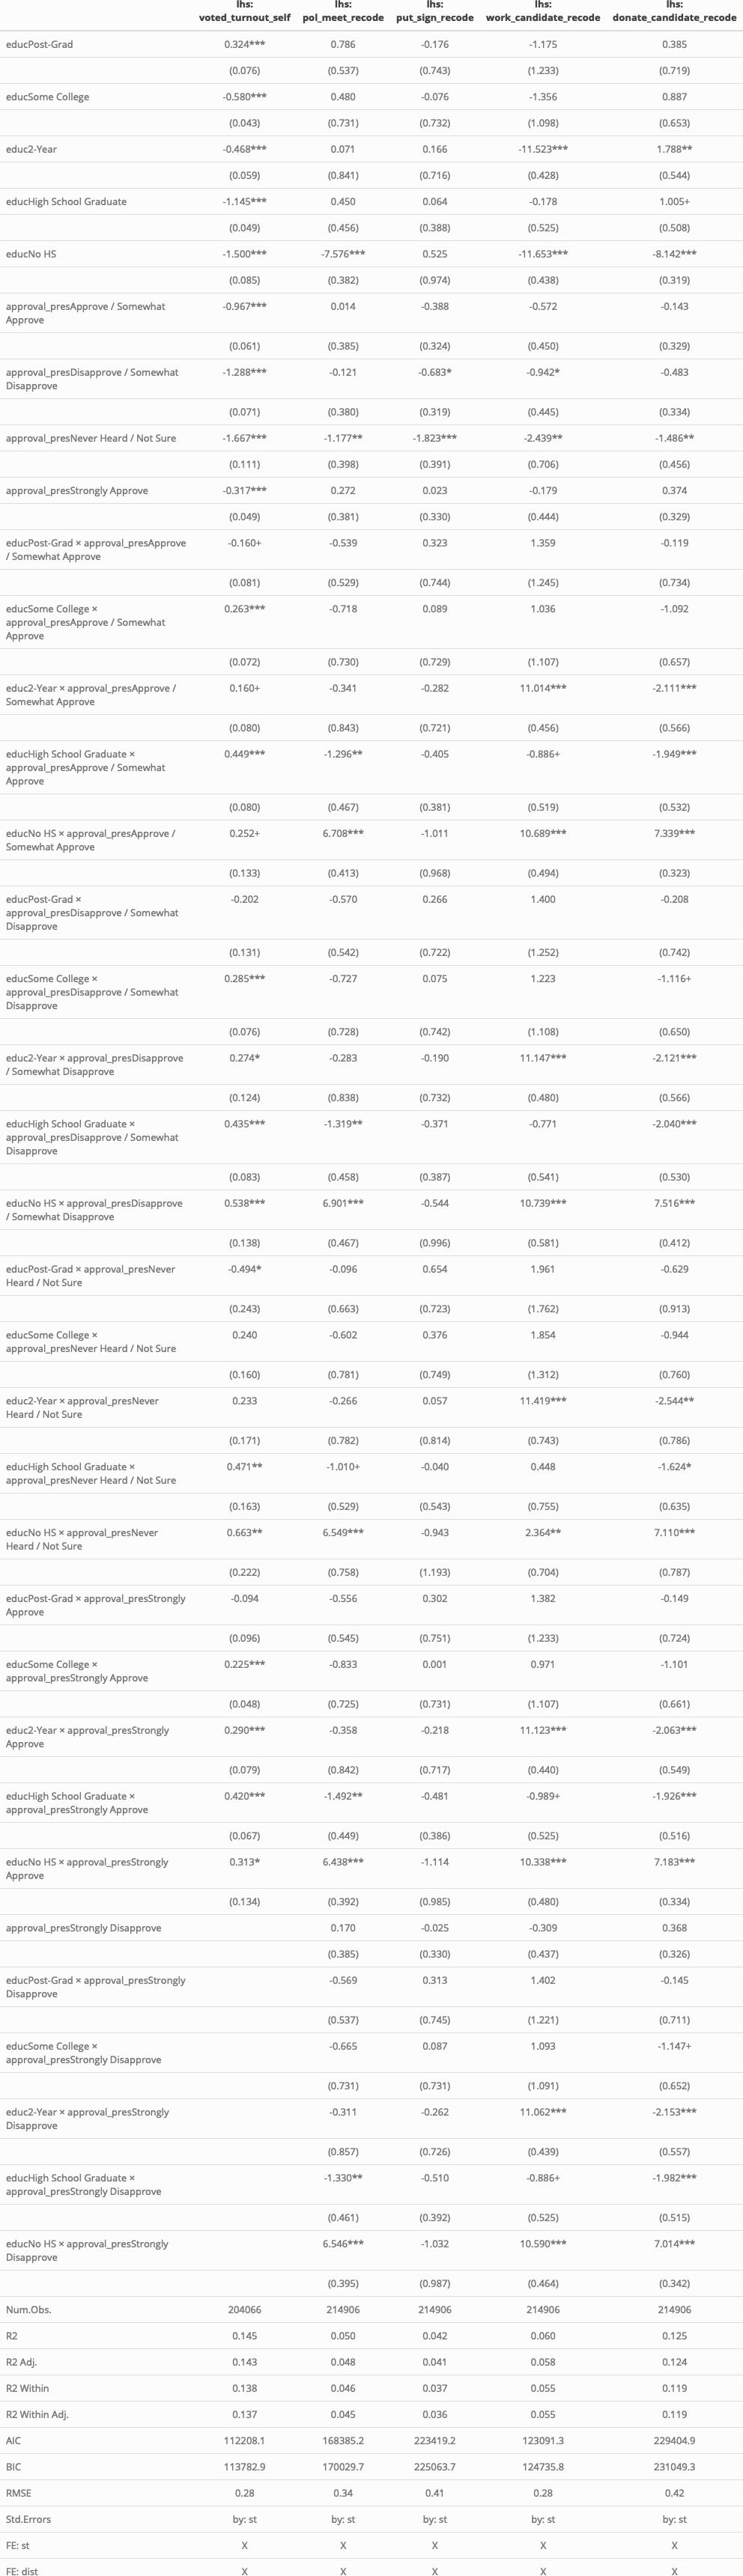 lhs: lhs: lhs: lhs: lhs:
voted_turnout_self pol_meet_recode put_sign_recode work_candidate_recode donate_candidate_recode
educPost-Grad 0.324*** 0.786 -0.176 -1.175 0.385
(0.076) (0.537) (0.743) (1.233) (0.719)
educSome College -0.580*** 0.480 -0.076 -1.356 0.887
(0.043) (0.731) (0.732) (1.098) (0.653)
educ2-Year -0.468*** 0.071 0.166 -11.523*** 1.788**
(0.059) (0.841) (0.716) (0.428) (0.544)
educHigh School Graduate -1.145*** 0.450 0.064 -0.178 1.005+
(0.049) (0.456) (0.388) (0.525) (0.508)
educNo HS -1.500*** -7.576*** 0.525 -11.653*** -8.142***
(0.085) (0.382) (0.974) (0.438) (0.319)
approval_presApprove / Somewhat -0.967*** 0.014 -0.388 -0.572 -0.143
Approve
(0.061) (0.385) (0.324) (0.450) (0.329)
approval_presDisapprove / Somewhat -1.288*** -0.121 -0.683* -0.942* -0.483
Disapprove
(0.071) (0.380) (0.319) (0.445) (0.334)
approval_presNever Heard / Not Sure -1.667*** -1.177** -1.823*** -2.439** -1.486**
(0.111) (0.398) (0.391) (0.706) (0.456)
approval_presStrongly Approve -0.317*** 0.272 0.023 -0.179 0.374
(0.049) (0.381) (0.330) (0.444) (0.329)
educPost-Grad × approval_presApprove -0.160+ -0.539 0.323 1.359 -0.119
/ Somewhat Approve
(0.081) (0.529) (0.744) (1.245) (0.734)
educSome College × 0.263*** -0.718 0.089 1.036 -1.092
approval_presApprove / Somewhat
Approve
(0.072) (0.730) (0.729) (1.107) (0.657)
educ2-Year × approval_presApprove / 0.160+ -0.341 -0.282 11.014*** -2.111***
Somewhat Approve
(0.080) (0.843) (0.721) (0.456) (0.566)
educHigh School Graduate × 0.449*** -1.296** -0.405 -0.886+ -1.949***
approval_presApprove / Somewhat
Approve
(0.080) (0.467) (0.381) (0.519) (0.532)
educNo HS × approval_presApprove / 0.252+ 6.708*** -1.011 10.689*** 7.339***
Somewhat Approve
(0.133) (0.413) (0.968) (0.494) (0.323)
educPost-Grad × -0.202 -0.570 0.266 1.400 -0.208
approval_presDisapprove / Somewhat
Disapprove
(0.131) (0.542) (0.722) (1.252) (0.742)
educSome College × 0.285*** -0.727 0.075 1.223 -1.116+
approval_presDisapprove / Somewhat
Disapprove
(0.076) (0.728) (0.742) (1.108) (0.650)
educ2-Year × approval_presDisapprove 0.274* -0.283 -0.190 11.147*** -2.121***
/ Somewhat Disapprove
(0.124) (0.838) (0.732) (0.480) (0.566)
educHigh School Graduate × 0.435*** -1.319** -0.371 -0.771 -2.040***
approval_presDisapprove / Somewhat
Disapprove
(0.083) (0.458) (0.387) (0.541) (0.530)
educNo HS × approval_presDisapprove 0.538*** 6.901*** -0.544 10.739*** 7.516***
/ Somewhat Disapprove
(0.138) (0.467) (0.996) (0.581) (0.412)
educPost-Grad × approval_presNever -0.494* -0.096 0.654 1.961 -0.629
Heard / Not Sure
(0.243) (0.663) (0.723) (1.762) (0.913)
educSome College × 0.240 -0.602 0.376 1.854 -0.944
approval_presNever Heard / Not Sure
(0.160) (0.781) (0.749) (1.312) (0.760)
educ2-Year × approval_presNever 0.233 -0.266 0.057 11.419*** -2.544**
Heard / Not Sure
(0.171) (0.782) (0.814) (0.743) (0.786)
educHigh School Graduate × 0.471** -1.010+ -0.040 0.448 -1.624*
approval_presNever Heard / Not Sure
(0.163) (0.529) (0.543) (0.755) (0.635)
educNo HS × approval_presNever 0.663** 6.549*** -0.943 2.364** 7.110***
Heard / Not Sure
(0.222) (0.758) (1.193) (0.704) (0.787)
educPost-Grad × approval_presStrongly -0.094 -0.556 0.302 1.382 -0.149
Approve
(0.096) (0.545) (0.751) (1.233) (0.724)
educSome College × 0.225*** -0.833 0.001 0.971 -1.101
approval_presStrongly Approve
(0.048) (0.725) (0.731) (1.107) (0.661)
educ2-Year × approval_presStrongly 0.290*** -0.358 -0.218 11.123*** -2.063***
Approve
(0.079) (0.842) (0.717) (0.440) (0.549)
educHigh School Graduate × 0.420*** -1.492** -0.481 -0.989+ -1.926***
approval_presStrongly Approve
(0.067) (0.449) (0.386) (0.525) (0.516)
educNo HS × approval_presStrongly 0.313* 6.438*** -1.114 10.338*** 7.183***
Approve
(0.134) (0.392) (0.985) (0.480) (0.334)
approval_presStrongly Disapprove 0.170 -0.025 -0.309 0.368
(0.385) (0.330) (0.437) (0.326)
educPost-Grad × approval_presStrongly -0.569 0.313 1.402 -0.145
Disapprove
(0.537) (0.745) (1.221) (0.711)
educSome College × -0.665 0.087 1.093 -1.147+
approval_presStrongly Disapprove
(0.731) (0.731) (1.091) (0.652)
educ2-Year × approval_presStrongly -0.311 -0.262 11.062*** -2.153***
Disapprove
(0.857) (0.726) (0.439) (0.557)
educHigh School Graduate × -1.330** -0.510 -0.886+ -1.982***
approval_presStrongly Disapprove
(0.461) (0.392) (0.525) (0.515)
educNo HS × approval_presStrongly 6.546*** -1.032 10.590*** 7.014***
Disapprove
(0.395) (0.987) (0.464) (0.342)
Num.Obs. 204066 214906 214906 214906 214906
R2 0.145 0.050 0.042 0.060 0.125
R2 Adj. 0.143 0.048 0.041 0.058 0.124
R2 Within 0.138 0.046 0.037 0.055 0.119
R2 Within Adj. 0.137 0.045 0.036 0.055 0.119
AIC 112208.1 168385.2 223419.2 123091.3 229404.9
BIC 113782.9 170029.7 225063.7 124735.8 231049.3
RMSE 0.28 0.34 0.41 0.28 0.42
Std.Errors by: st by: st by: st by: st by: st
FE: st X X X X X
FE: dist X X X X X